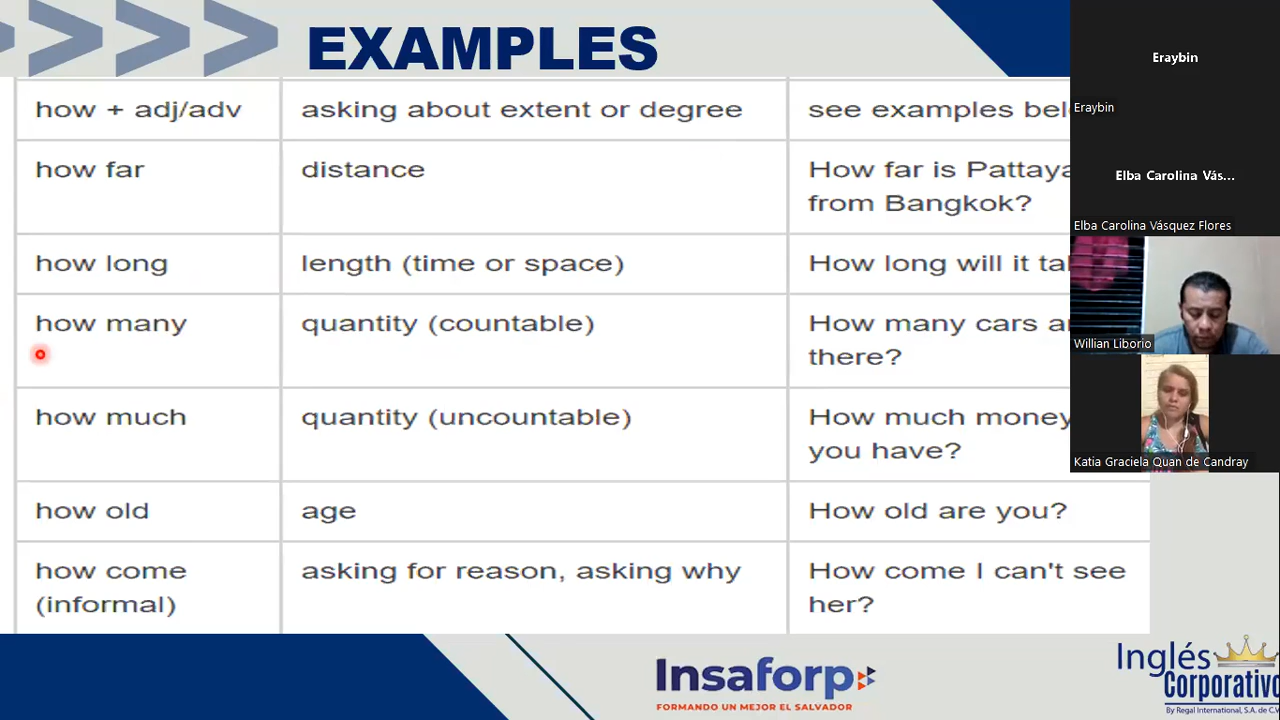 EXAMPLES
how + adj/adv asking about extent or degree see examples
how far distance How far is Pattaya
from Bangkok?
how long length (time or space) How long will it
how many quantity (countable) How many cars
there?
how much quantity (uncountable) How much money
you have?
how old age How old are you?
how come asking for reason, asking why How come I can't see
(informal) her?
Insaforp
FORMANDO UN MEJOR EL SALVADOR
Inglés
Corporativo
By Regal International, S.A. de C.V
Eraybin
Eraybin
Elba Carolina Vás...
Elba Carolina Vásquez Flores
Willian Liborio
Katia Graciela Quan de Candray